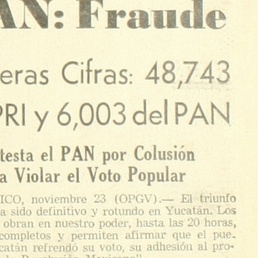 AN: Fraude
eras Cifras: 48,743
PRI y 6,003 del PAN
testa el PAN por Colusión
a Violar el Voto Popular
ICO, noviembre 23 (OPGV).— El triunfo
a sido definitivo y rotundo en Yucatán. Los
obran en nuestro poder, hasta las 20 horas,
completos y permiten afirmar que el pue-
catán refrendó su voto, su adhesión al pro-